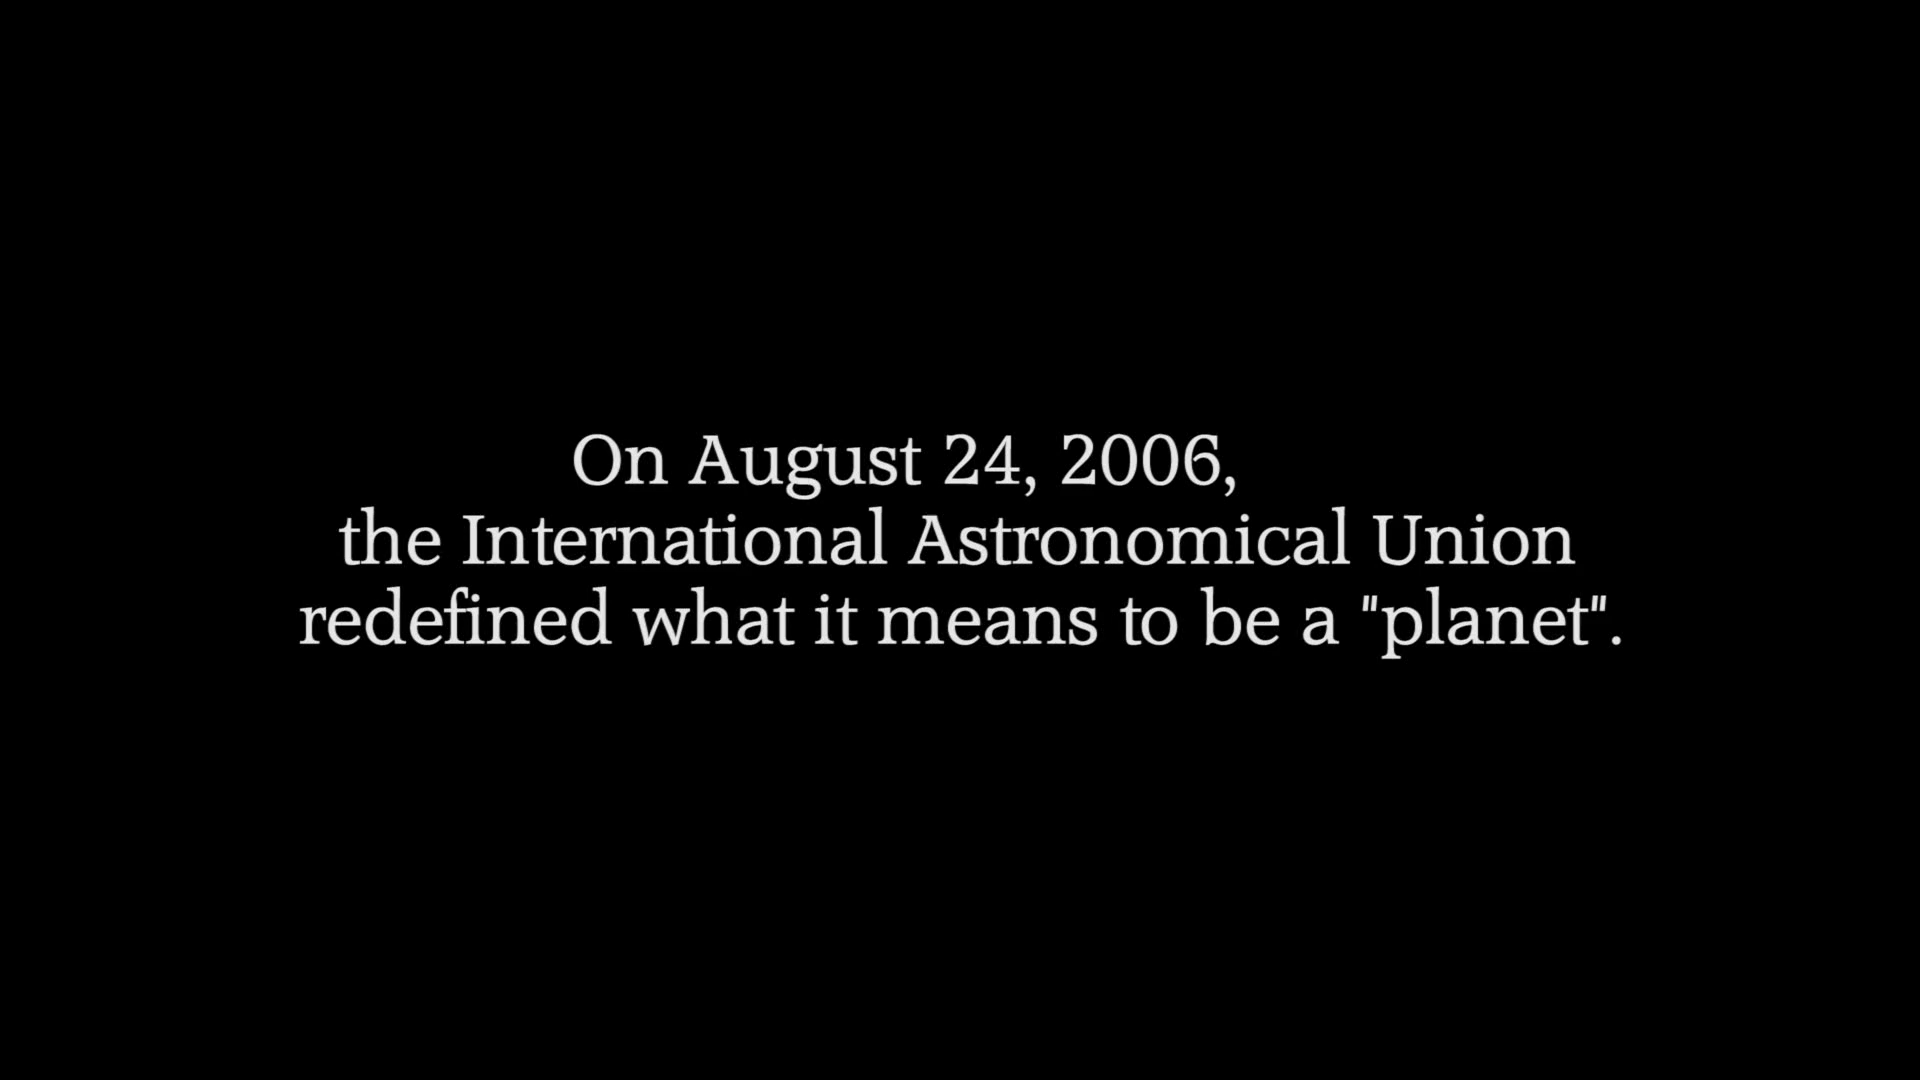 On August 24, 2006,
the International Astronomical Union
redefined what it means to be a "planet".